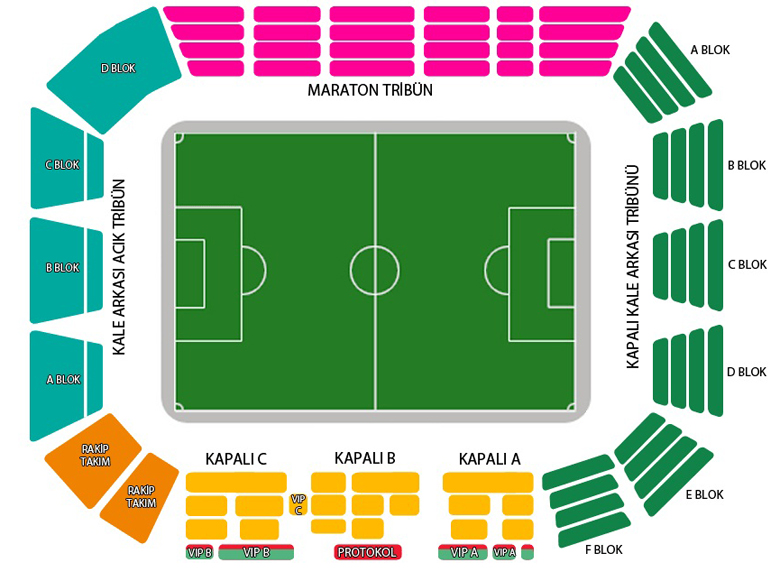 D BLOK
A BLOK
MARATON TRİBÜN
C BLOK
B BLOK
KALE ARKASI ACIK TRİBÜN
KAPALI KALE ARKASI TRİBÜNÜ
B BLOK
C BLOK
A BLOK
D BLOK
RAKİP
TAKIM
RAKİP
TAKIM
KAPALI C
KAPALI B
KAPALI A
VIP
C
E BLOK
VIP B
VIP B
PROTOKOL
VIP A
VIP A
F BLOK